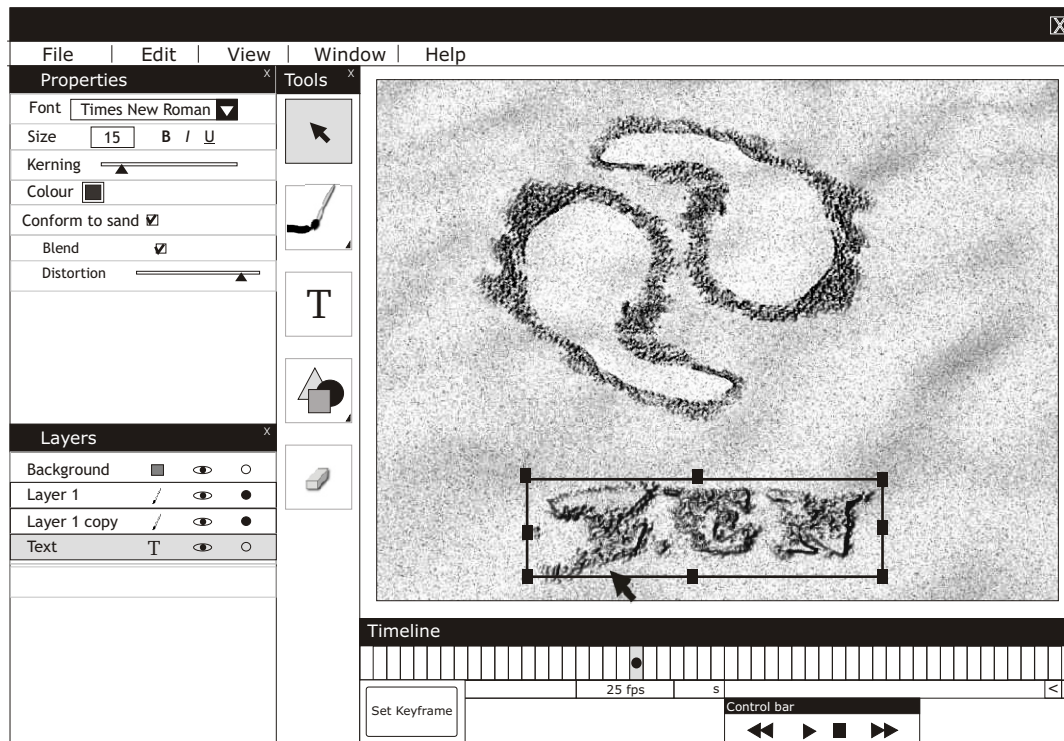 File | Edit | View | Window | Help
Properties x
Tools x
Font Times New Roman
Size 15 B I U
Kerning
Colour
Conform to sand
Blend
Distortion
T
Layers x
Background
Layer 1
Layer 1 copy
Text T
Timeline
25 fps s <
Set Keyframe
Control bar